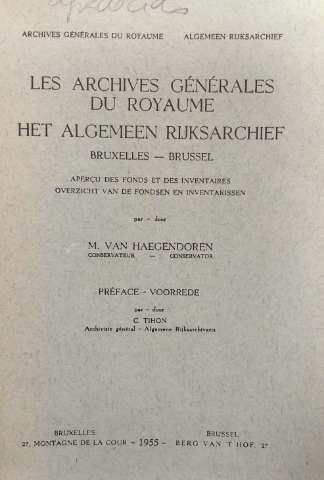 ARCHIVES GÉNÉRALES DU ROYAUME ALGEMEEN RIJKSARCHIEF
LES ARCHIVES GÉNÉRALES
DU ROYAUME
HET ALGEMEEN RIJKSARCHIEF
BRUXELLES — BRUSSEL
APERÇU DES FONDS ET DES INVENTAIRES
OVERZICHT VAN DE FONDSEN EN INVENTARISSEN
par - door
M. VAN HAEGENDOREN
CONSERVATEUR — CONSERVATOR
PRÉFACE - VOORREDE
par - door
C. TIHON
Archiviste général - Algemeen Rijksarchivaris
BRUXELLES BRUSSEL
27, MONTAGNE DE LA COUR - 1955 - BERG VAN 'T HOF, 27